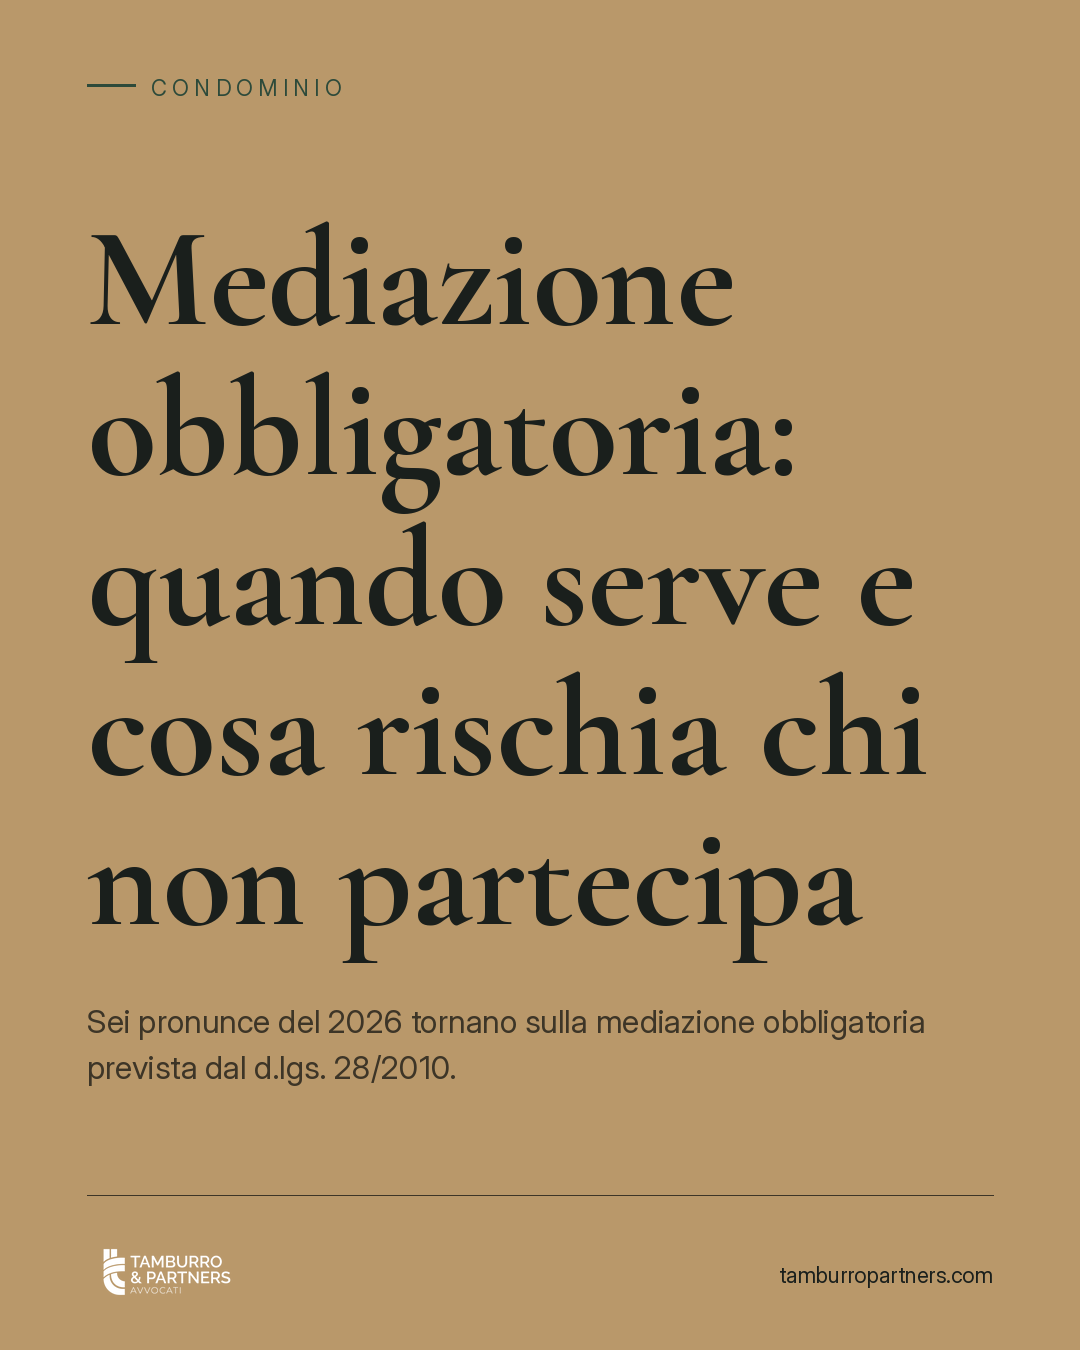 CONDOMINIO
Mediazione
obbligatoria:
quando serve e
cosa rischia chi
non partecipa
Sei pronunce del 2026 tornano sulla mediazione obbligatoria
prevista dal d.lgs. 28/2010.
TAMBURRO
& PARTNERS
AVVOCATI
tamburropartners.com